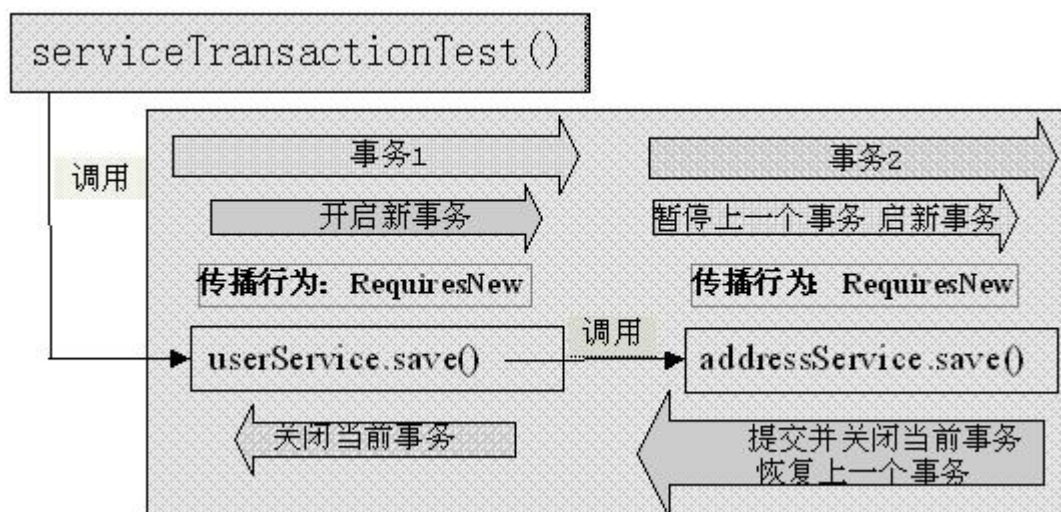 serviceTransactionTest()
调用
事务1
事务2
开启新事务
暂停上一个事务 启新事务
传播行为: RequiresNew
传播行为: RequiresNew
userService.save()
调用
addressService.save()
关闭当前事务
提交并关闭当前事务
恢复上一个事务